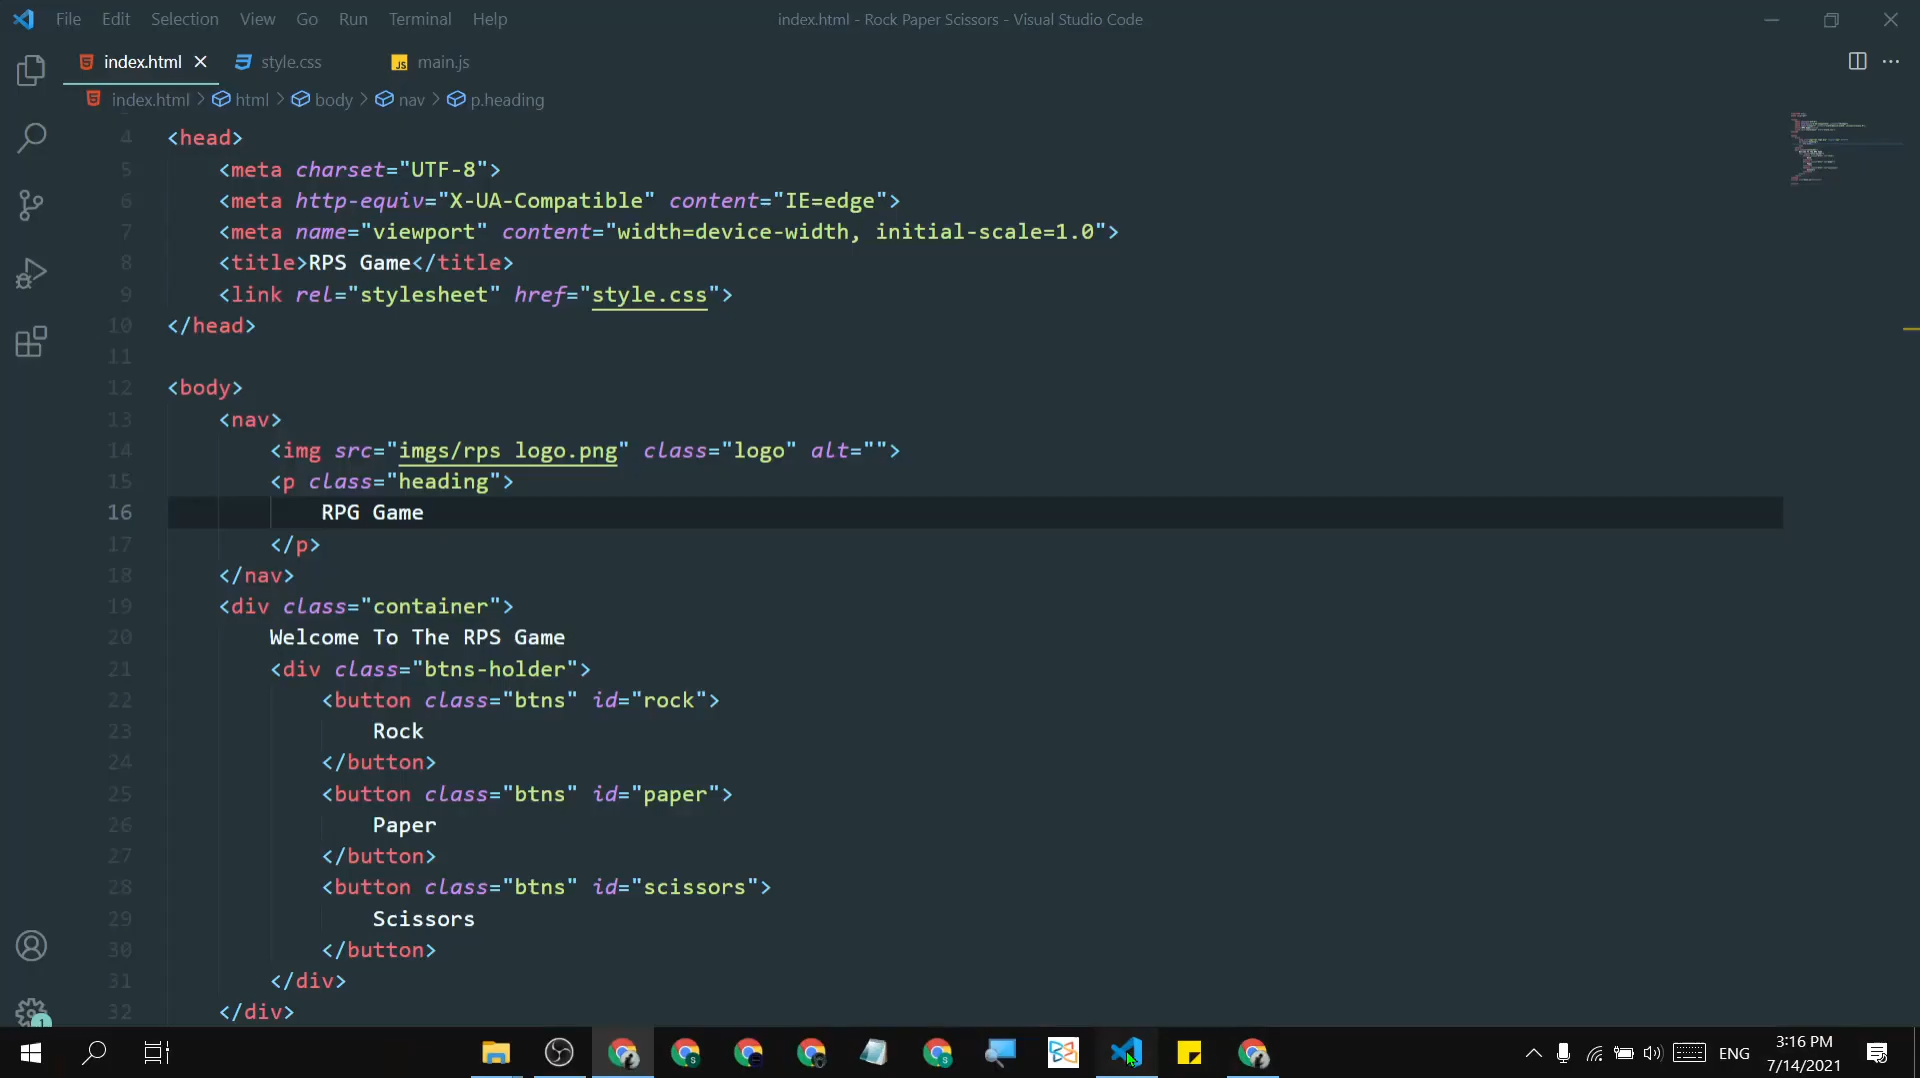 File Edit Selection View Go Run Terminal Help index.html - Rock Paper Scissors - Visual Studio Code
index.html style.css JS main.js
index.html > html > body > nav > p.heading
4 <head>
5 <meta charset="UTF-8">
6 <meta http-equiv="X-UA-Compatible" content="IE=edge">
7 <meta name="viewport" content="width=device-width, initial-scale=1.0">
8 <title>RPS Game</title>
9 <link rel="stylesheet" href="style.css">
10 </head>
11
12 <body>
13 <nav>
14 <img src="imgs/rps logo.png" class="logo" alt="">
15 <p class="heading">
16 RPG Game
17 </p>
18 </nav>
19 <div class="container">
20 Welcome To The RPS Game
21 <div class="btns-holder">
22 <button class="btns" id="rock">
23 Rock
24 </button>
25 <button class="btns" id="paper">
26 Paper
27 </button>
28 <button class="btns" id="scissors">
29 Scissors
30 </button>
31 </div>
32 </div>
1
ENG 3:16 PM
7/14/2021